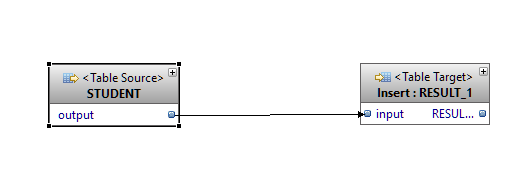 <Table Source>
STUDENT
output
<Table Target>
Insert : RESULT_1
input RESUL...